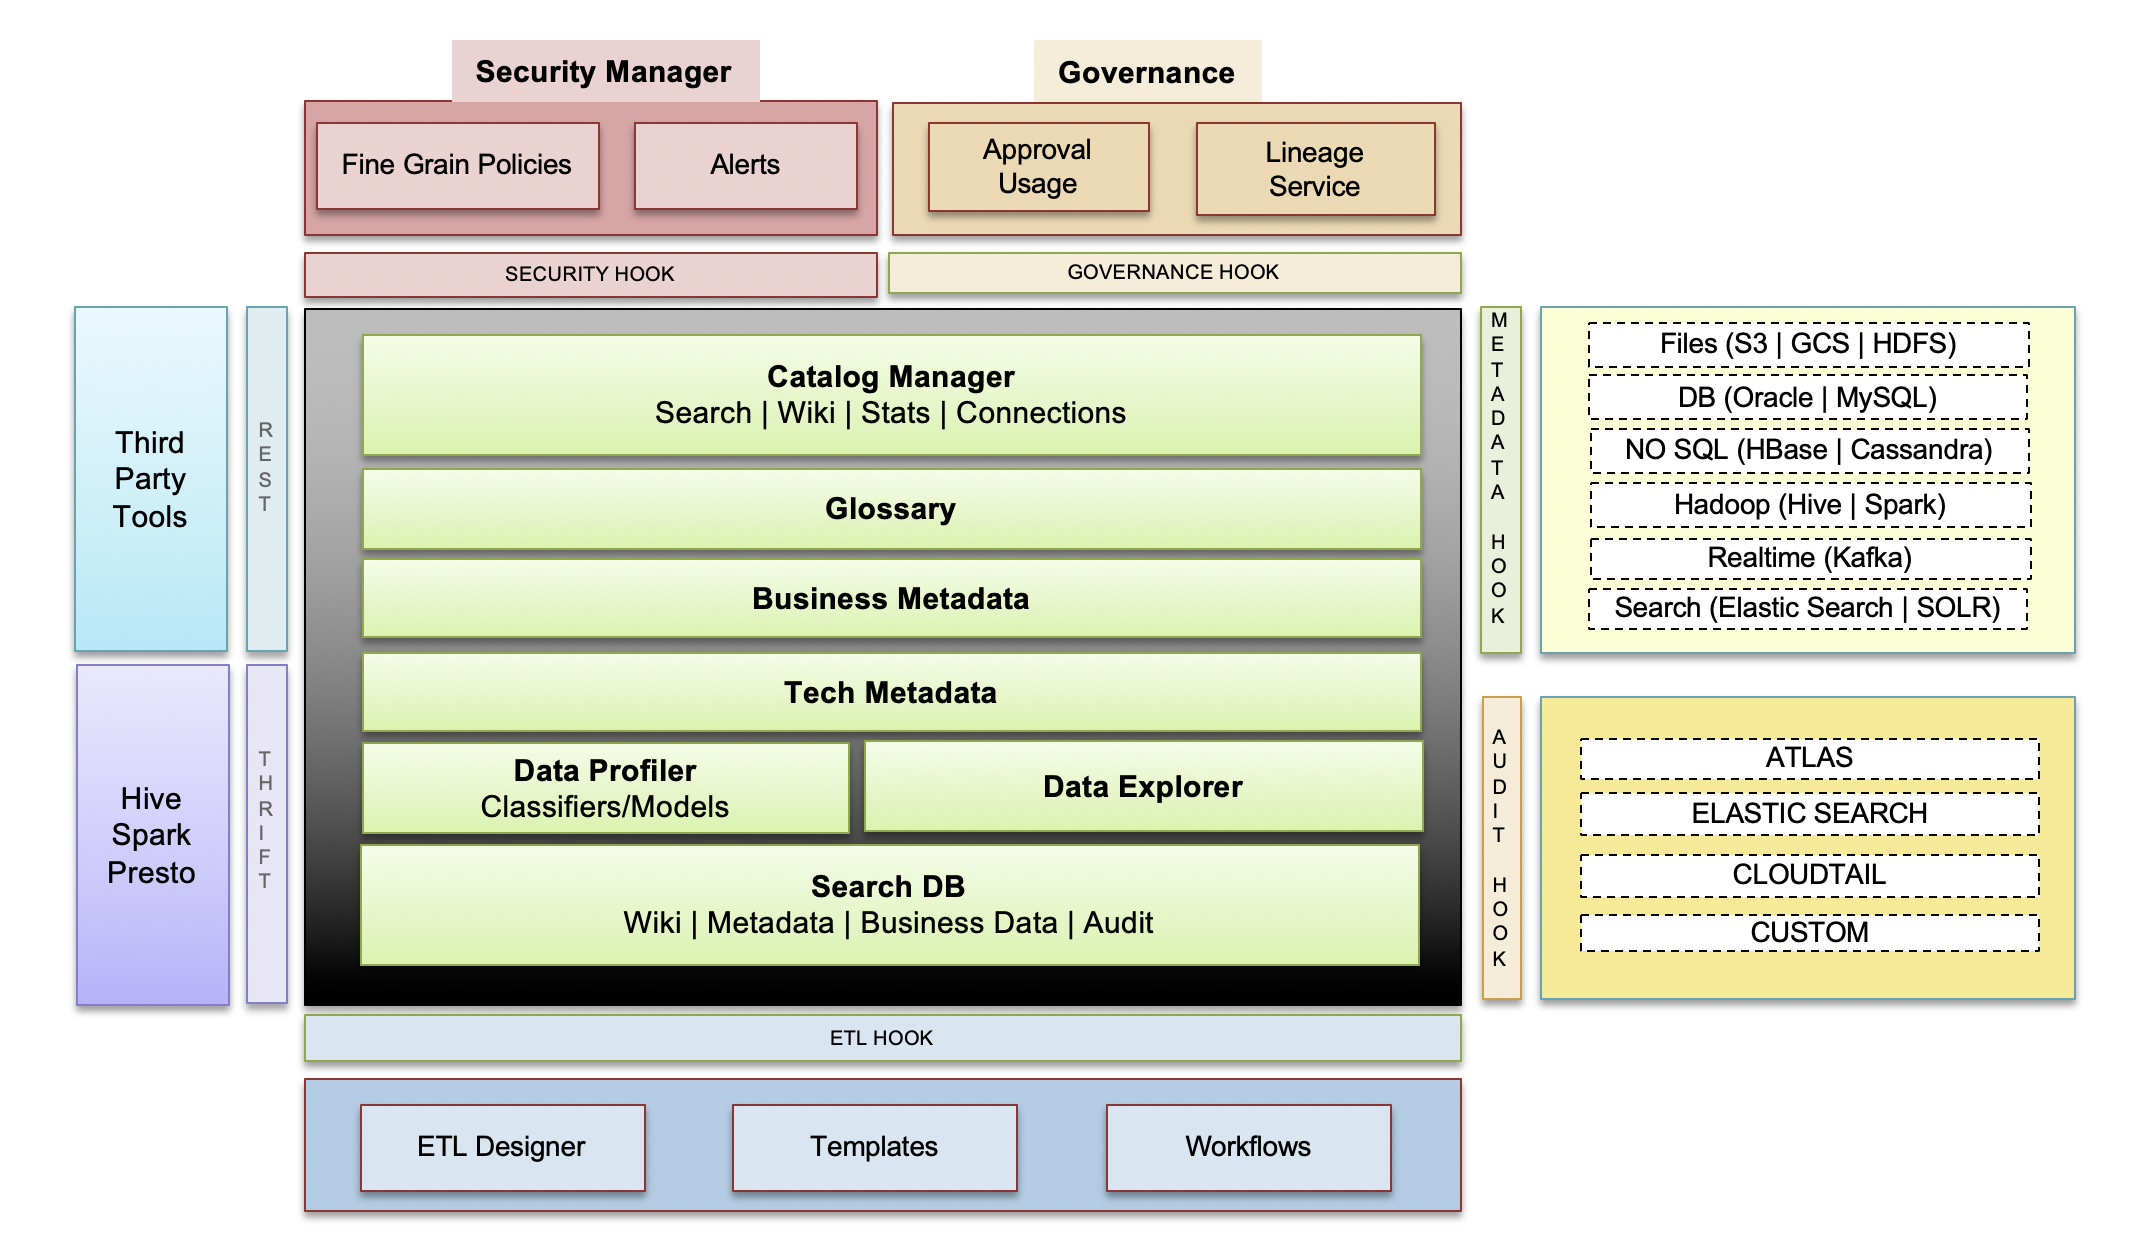 Security Manager
Governance
Fine Grain Policies
Alerts
Approval
Usage
Lineage
Service
SECURITY HOOK
GOVERNANCE HOOK
Third
Party
Tools
REST
Hive
Spark
Presto
THRIFT
Catalog Manager
Search | Wiki | Stats | Connections
Glossary
Business Metadata
Tech Metadata
Data Profiler
Classifiers/Models
Data Explorer
Search DB
Wiki | Metadata | Business Data | Audit
METADATA HOOK
Files (S3 | GCS | HDFS)
DB (Oracle | MySQL)
NO SQL (HBase | Cassandra)
Hadoop (Hive | Spark)
Realtime (Kafka)
Search (Elastic Search | SOLR)
AUDIT HOOK
ATLAS
ELASTIC SEARCH
CLOUDTAIL
CUSTOM
ETL HOOK
ETL Designer
Templates
Workflows